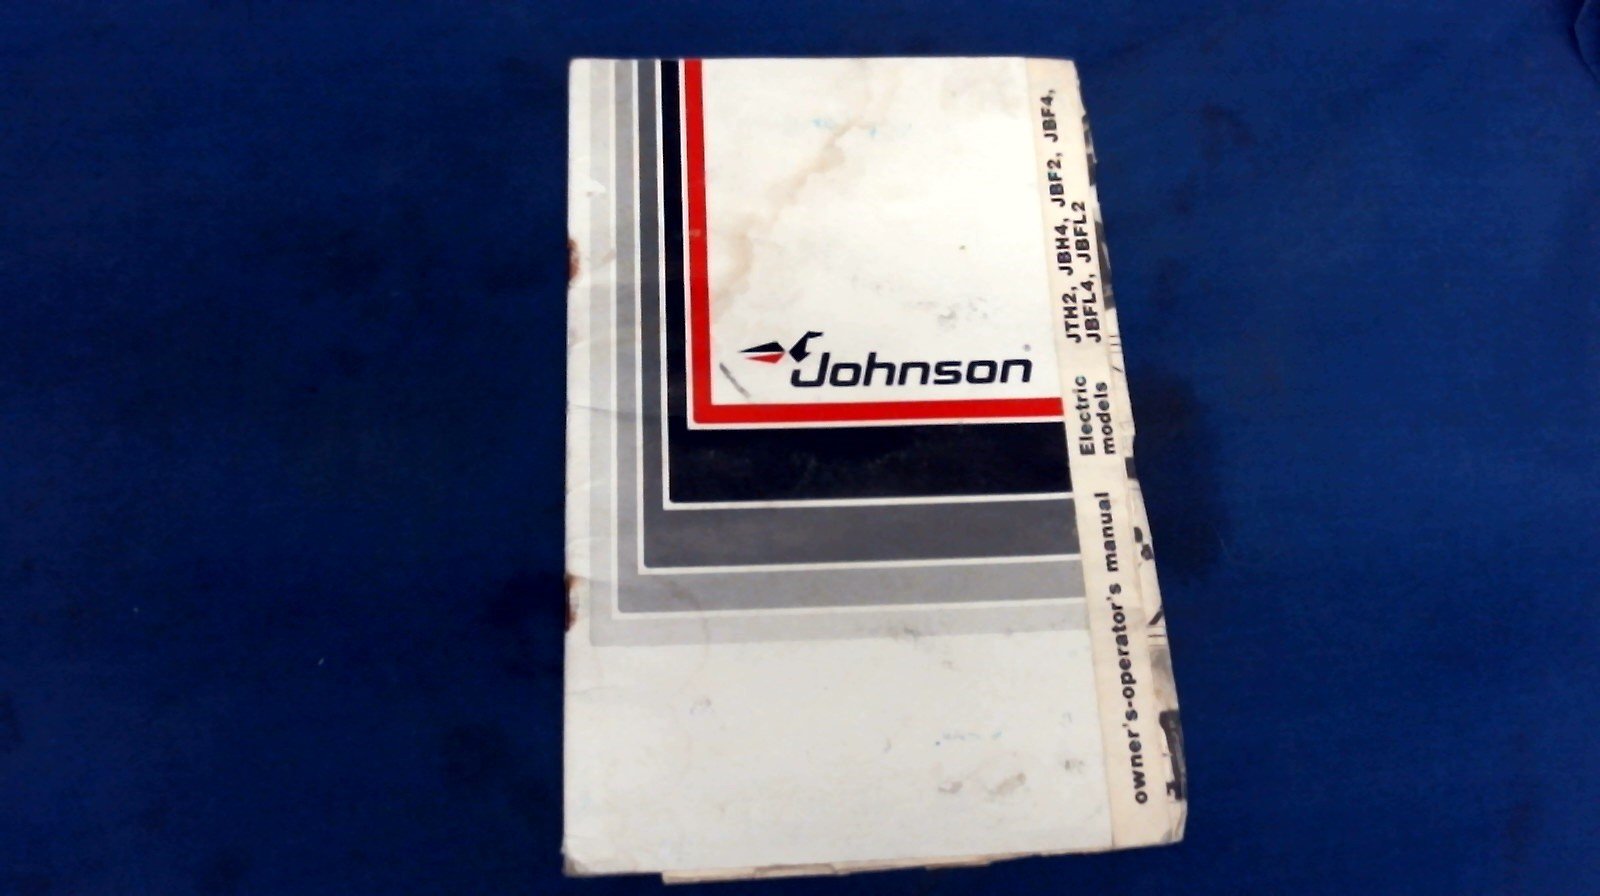 Johnson®
owner's-operator's manual
Electric
models
JTH2, JBH4, JBF2, JBF4,
JBFL4, JBFL2